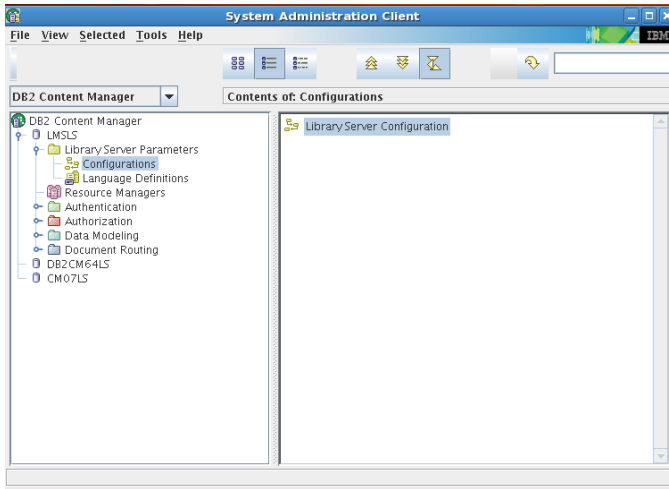 System Administration Client
File View Selected Tools Help
IBM
DB2 Content Manager
Contents of: Configurations
DB2 Content Manager
LMSLS
Library Server Parameters
Configurations
Language Definitions
Resource Managers
Authentication
Authorization
Data Modeling
Document Routing
DB2CM64LS
CM07LS
Library Server Configuration